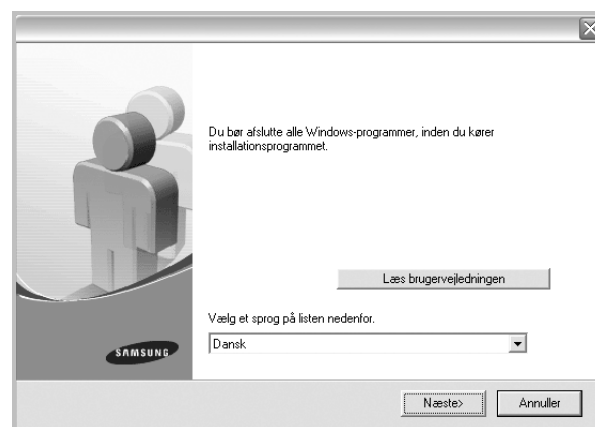 Du bør afslutte alle Windows-programmer, inden du kører
installationsprogrammet.
Læs brugervejledningen
Vælg et sprog på listen nedenfor.
Dansk
SAMSUNG
Næste>
Annuller